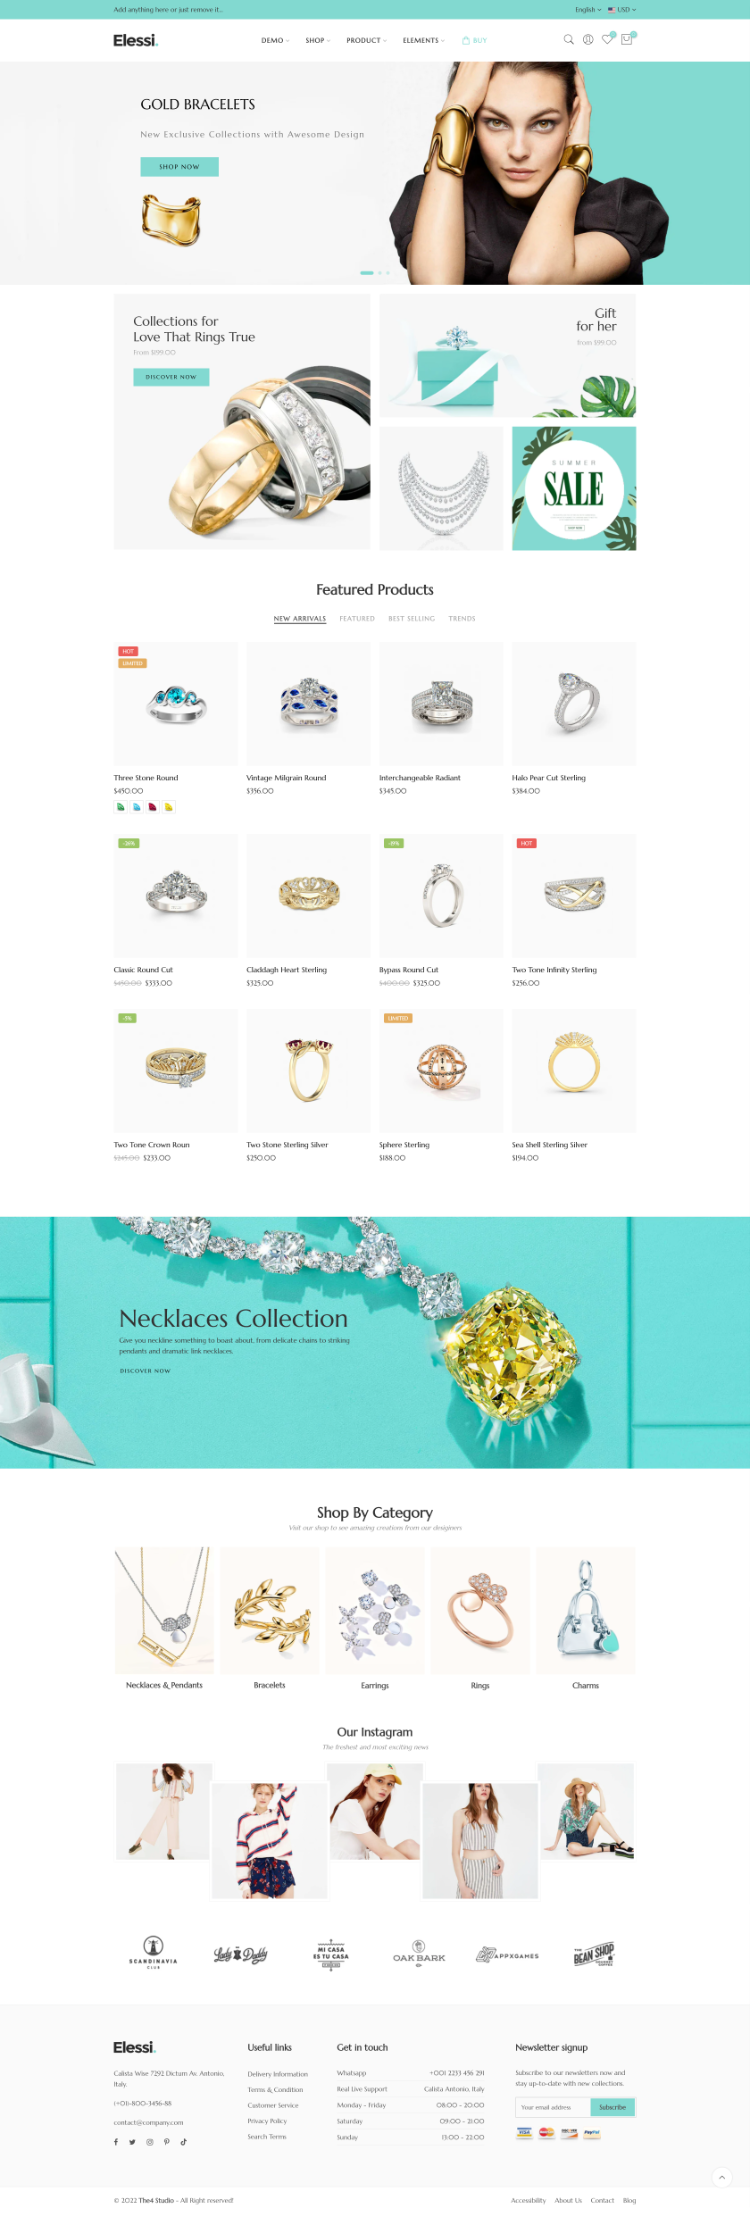 Add anything here or just remove it...
English
USD
Elessi.
DEMO
SHOP
PRODUCT
ELEMENTS
BUY
GOLD BRACELETS
New Exclusive Collections with Awesome Design
SHOP NOW
Collections for
Love That Rings True
From $199.00
DISCOVER NOW
Gift
for her
From $99.00
SUMMER
SALE
Featured Products
NEW ARRIVALS
FEATURED
BEST SELLING
TRENDS
HOT
LIMITED
Three Stone Round
$450.00
Vintage Milgrain Round
$356.00
Interchangeable Radiant
$345.00
Halo Pear Cut Sterling
$384.00
-26%
Classic Round Cut
$450.00 $333.00
Claddagh Heart Sterling
$325.00
-19%
Bypass Round Cut
$400.00 $325.00
HOT
Two Tone Infinity Sterling
$256.00
-5%
Two Tone Crown Roun
$245.00 $233.00
Two Stone Sterling Silver
$250.00
LIMITED
Sphere Sterling
$188.00
Sea Shell Sterling Silver
$194.00
Necklaces Collection
Give you neckline something to boast about, from delicate chains to striking
pendants and dramatic link necklaces.
DISCOVER NOW
Shop By Category
Visit our shop to see amazing creations from our designers
Necklaces & Pendants
Bracelets
Earrings
Rings
Charms
Our Instagram
The freshest and most exciting news
SCANDINAVIA
CLUB
Lady & Daddy
MI CASA
ES TU CASA
OAK BARK
APPXGAMES
THE
BEAN SHOP
Elessi.
Calista Wise 7292 Dictum Av. Antonio,
Italy.
(+01)-800-3456-88
contact@company.com
Useful links
Delivery Information
Terms & Condition
Customer Service
Privacy Policy
Search Terms
Get in touch
Whatsapp +001 2233 456 291
Real Live Support Calista Antonio, Italy
Monday - Friday 08:00 - 20:00
Saturday 09:00 - 21:00
Sunday 13:00 - 22:00
Newsletter signup
Subscribe to our newsletters now and
stay up-to-date with new collections.
Your email address
Subscribe
VISA
PayPal
© 2022 The4 Studio - All Right reserved!
Accessibility
About Us
Contact
Blog